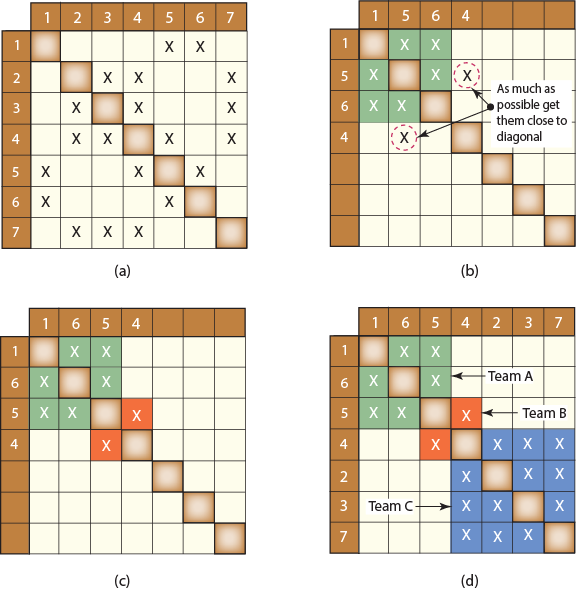 1 2 3 4 5 6 7
1 X X
2 X X X
3 X X X
4 X X X X
5 X X X
6 X X
7 X X X
(a)
1 5 6 4
1 X X
5 X X X
6 X X
4 X
As much as
possible get
them close to
diagonal
(b)
1 6 5 4
1 X X
6 X X
5 X X X
4 X
(c)
1 6 5 4 2 3 7
1 X X
6 X X
Team A
5 X X X
Team B
4 X X X X
2 X X X
3 X X X
Team C
7 X X X
(d)